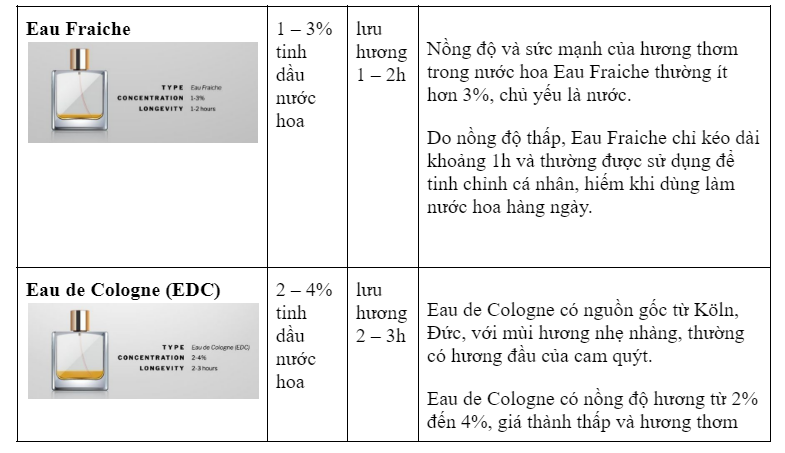 Eau Fraiche
TYPE Eau Fraiche
CONCENTRATION 1-3%
LONGEVITY 1-2 hours
1 – 3%
tinh
dầu
nước
hoa
lưu
hương
1 – 2h
Nồng độ và sức mạnh của hương thơm
trong nước hoa Eau Fraiche thường ít
hơn 3%, chủ yếu là nước.
Do nồng độ thấp, Eau Fraiche chỉ kéo dài
khoảng 1h và thường được sử dụng để
tinh chỉnh cá nhân, hiếm khi dùng làm
nước hoa hàng ngày.
Eau de Cologne (EDC)
TYPE Eau de Cologne (EDC)
CONCENTRATION 2-4%
LONGEVITY 2-3 hours
2 – 4%
tinh
dầu
nước
hoa
lưu
hương
2 – 3h
Eau de Cologne có nguồn gốc từ Köln,
Đức, với mùi hương nhẹ nhàng, thường
có hương đầu của cam quýt.
Eau de Cologne có nồng độ hương từ 2%
đến 4%, giá thành thấp và hương thơm